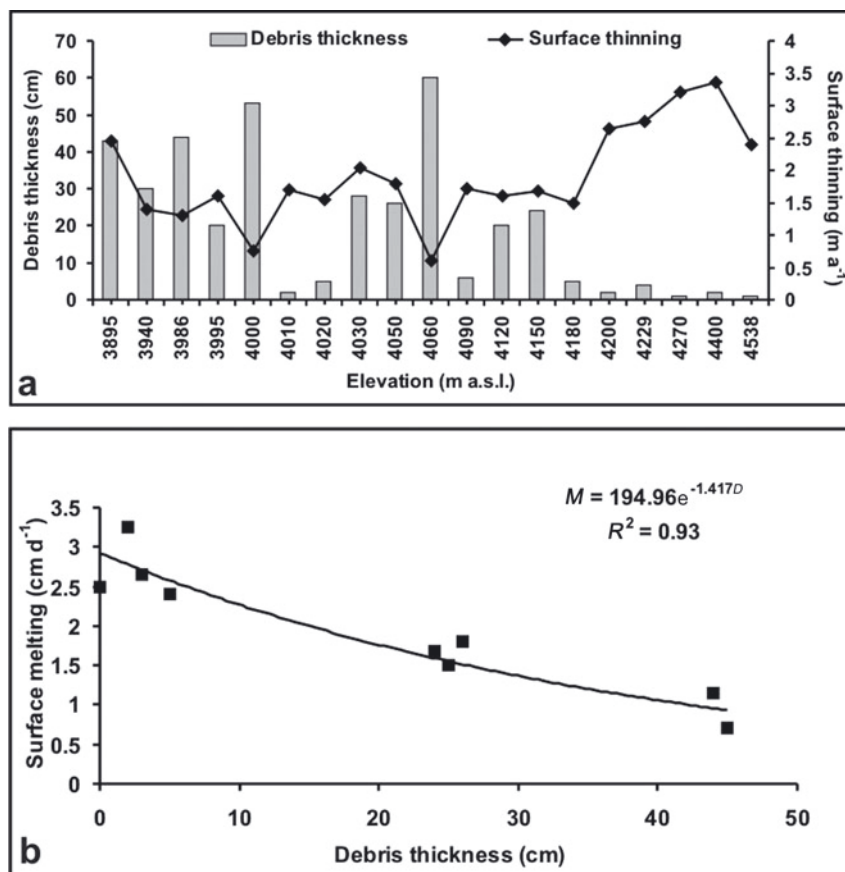 Debris thickness Surface thinning
70
60
50
40
30
20
10
0
Debris thickness (cm)
4
3.5
3
2.5
2
1.5
1
0.5
0
Surface thinning (m a⁻¹)
3895 3940 3986 3995 4000 4010 4020 4030 4050 4060 4090 4120 4150 4180 4200 4229 4270 4400 4538
Elevation (m a.s.l.)
a
M = 194.96e^-1.417D
R² = 0.93
3.5
3
2.5
2
1.5
1
0.5
0
Surface melting (cm d⁻¹)
0 10 20 30 40 50
Debris thickness (cm)
b